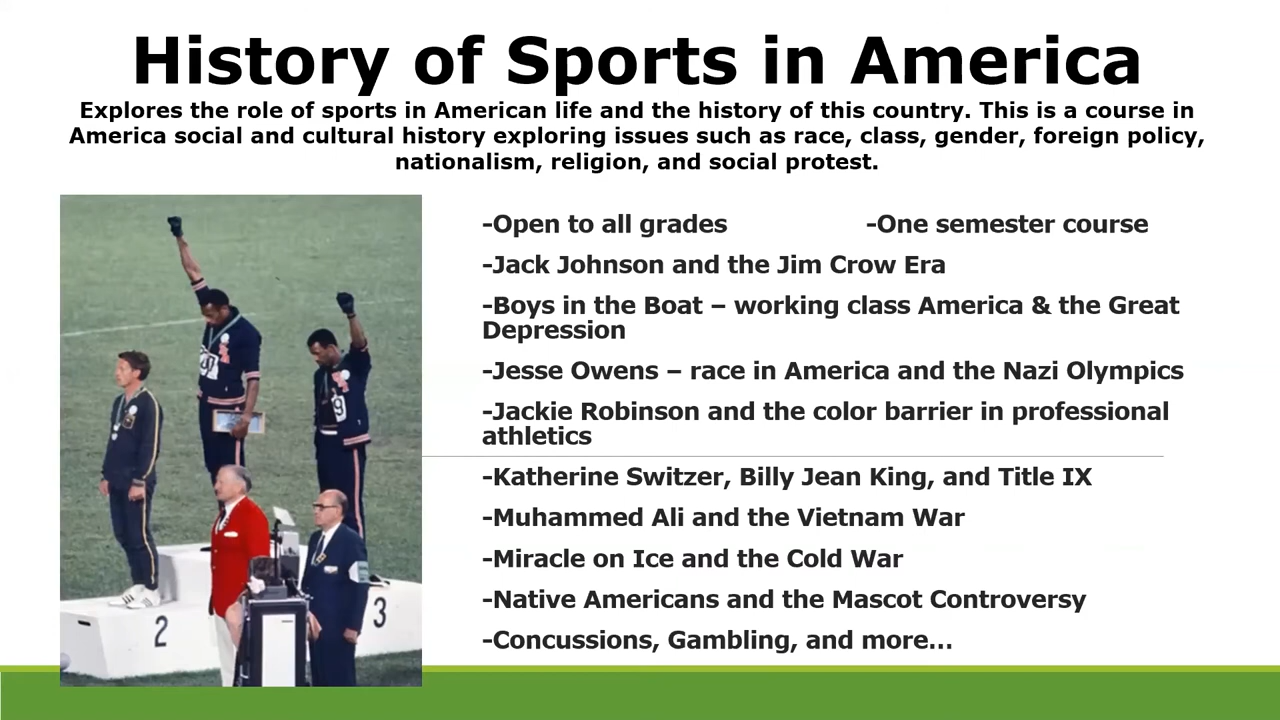 History of Sports in America
Explores the role of sports in American life and the history of this country. This is a course in
America social and cultural history exploring issues such as race, class, gender, foreign policy,
nationalism, religion, and social protest.
-Open to all grades -One semester course
-Jack Johnson and the Jim Crow Era
-Boys in the Boat – working class America & the Great
Depression
-Jesse Owens – race in America and the Nazi Olympics
-Jackie Robinson and the color barrier in professional
athletics
-Katherine Switzer, Billy Jean King, and Title IX
-Muhammed Ali and the Vietnam War
-Miracle on Ice and the Cold War
-Native Americans and the Mascot Controversy
-Concussions, Gambling, and more...
2
3